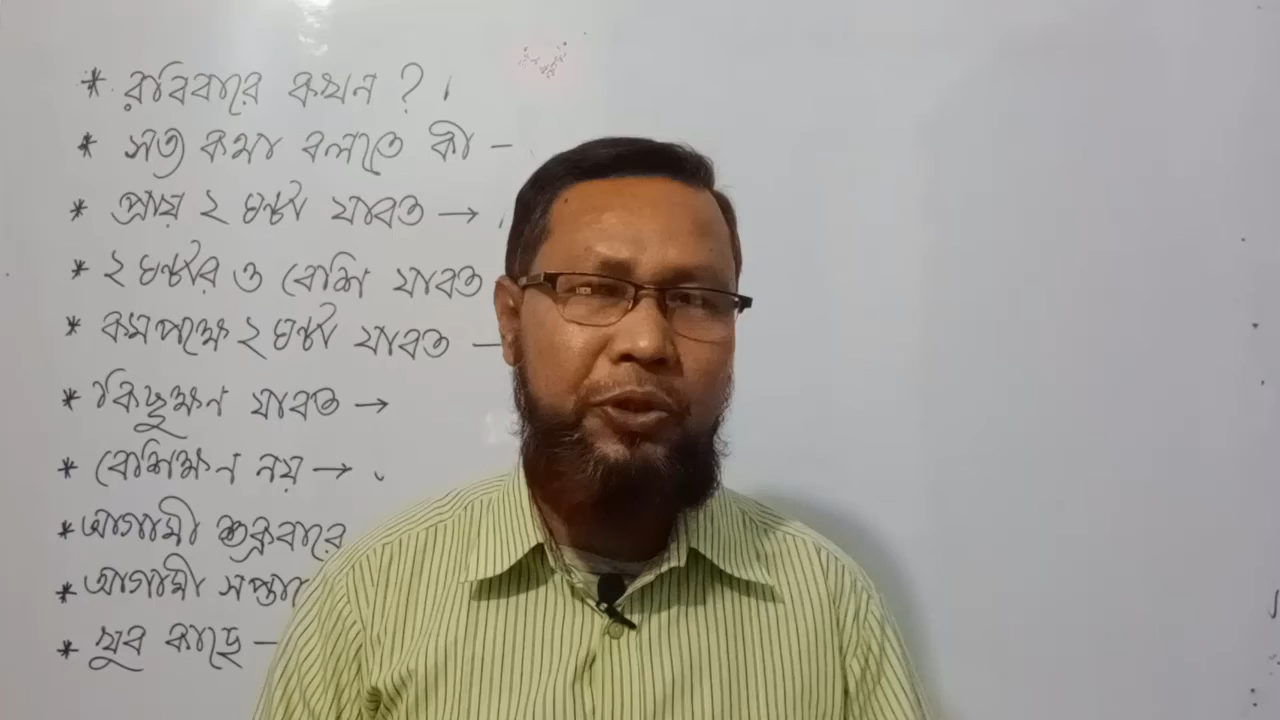 * রবিবারে কখন ? ।
* সত্য কথা বলতে কী –
* প্রায় ২ ঘন্টা যাবত →
* ২ ঘন্টার ও বেশি যাবত
* কমপক্ষে ২ ঘন্টা যাবত –
* কিছুক্ষন যাবত →
* বেশিক্ষন নয় →
* আগামী শুক্রবারে
* আগামী সপ্তা
* খুব কাছে –